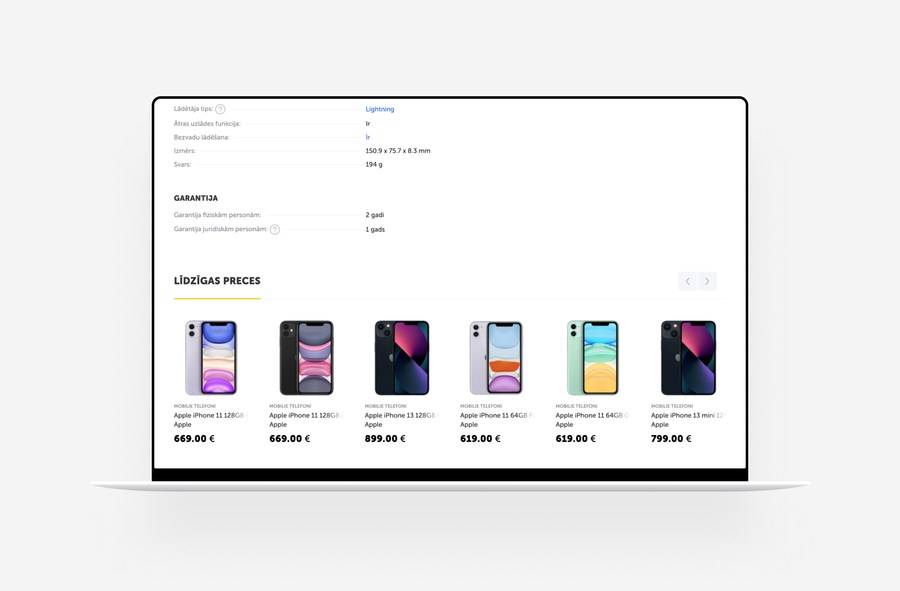 Lādētāja tips: ? Lightning
Ātras uzlādes funkcija: Ir
Bezvadu lādēšana: Ir
Izmērs: 150.9 x 75.7 x 8.3 mm
Svars: 194 g
GARANTIJA
Garantija fiziskām personām: 2 gadi
Garantija juridiskām personām: ? 1 gads
LĪDZĪGAS PRECES
MOBILIE TELEFONI
Apple iPhone 11 128GB
Apple
669.00 €
MOBILIE TELEFONI
Apple iPhone 11 128GB
Apple
669.00 €
MOBILIE TELEFONI
Apple iPhone 13 128GB
Apple
899.00 €
MOBILIE TELEFONI
Apple iPhone 11 64GB
Apple
619.00 €
MOBILIE TELEFONI
Apple iPhone 11 64GB
Apple
619.00 €
MOBILIE TELEFONI
Apple iPhone 13 mini
Apple
799.00 €